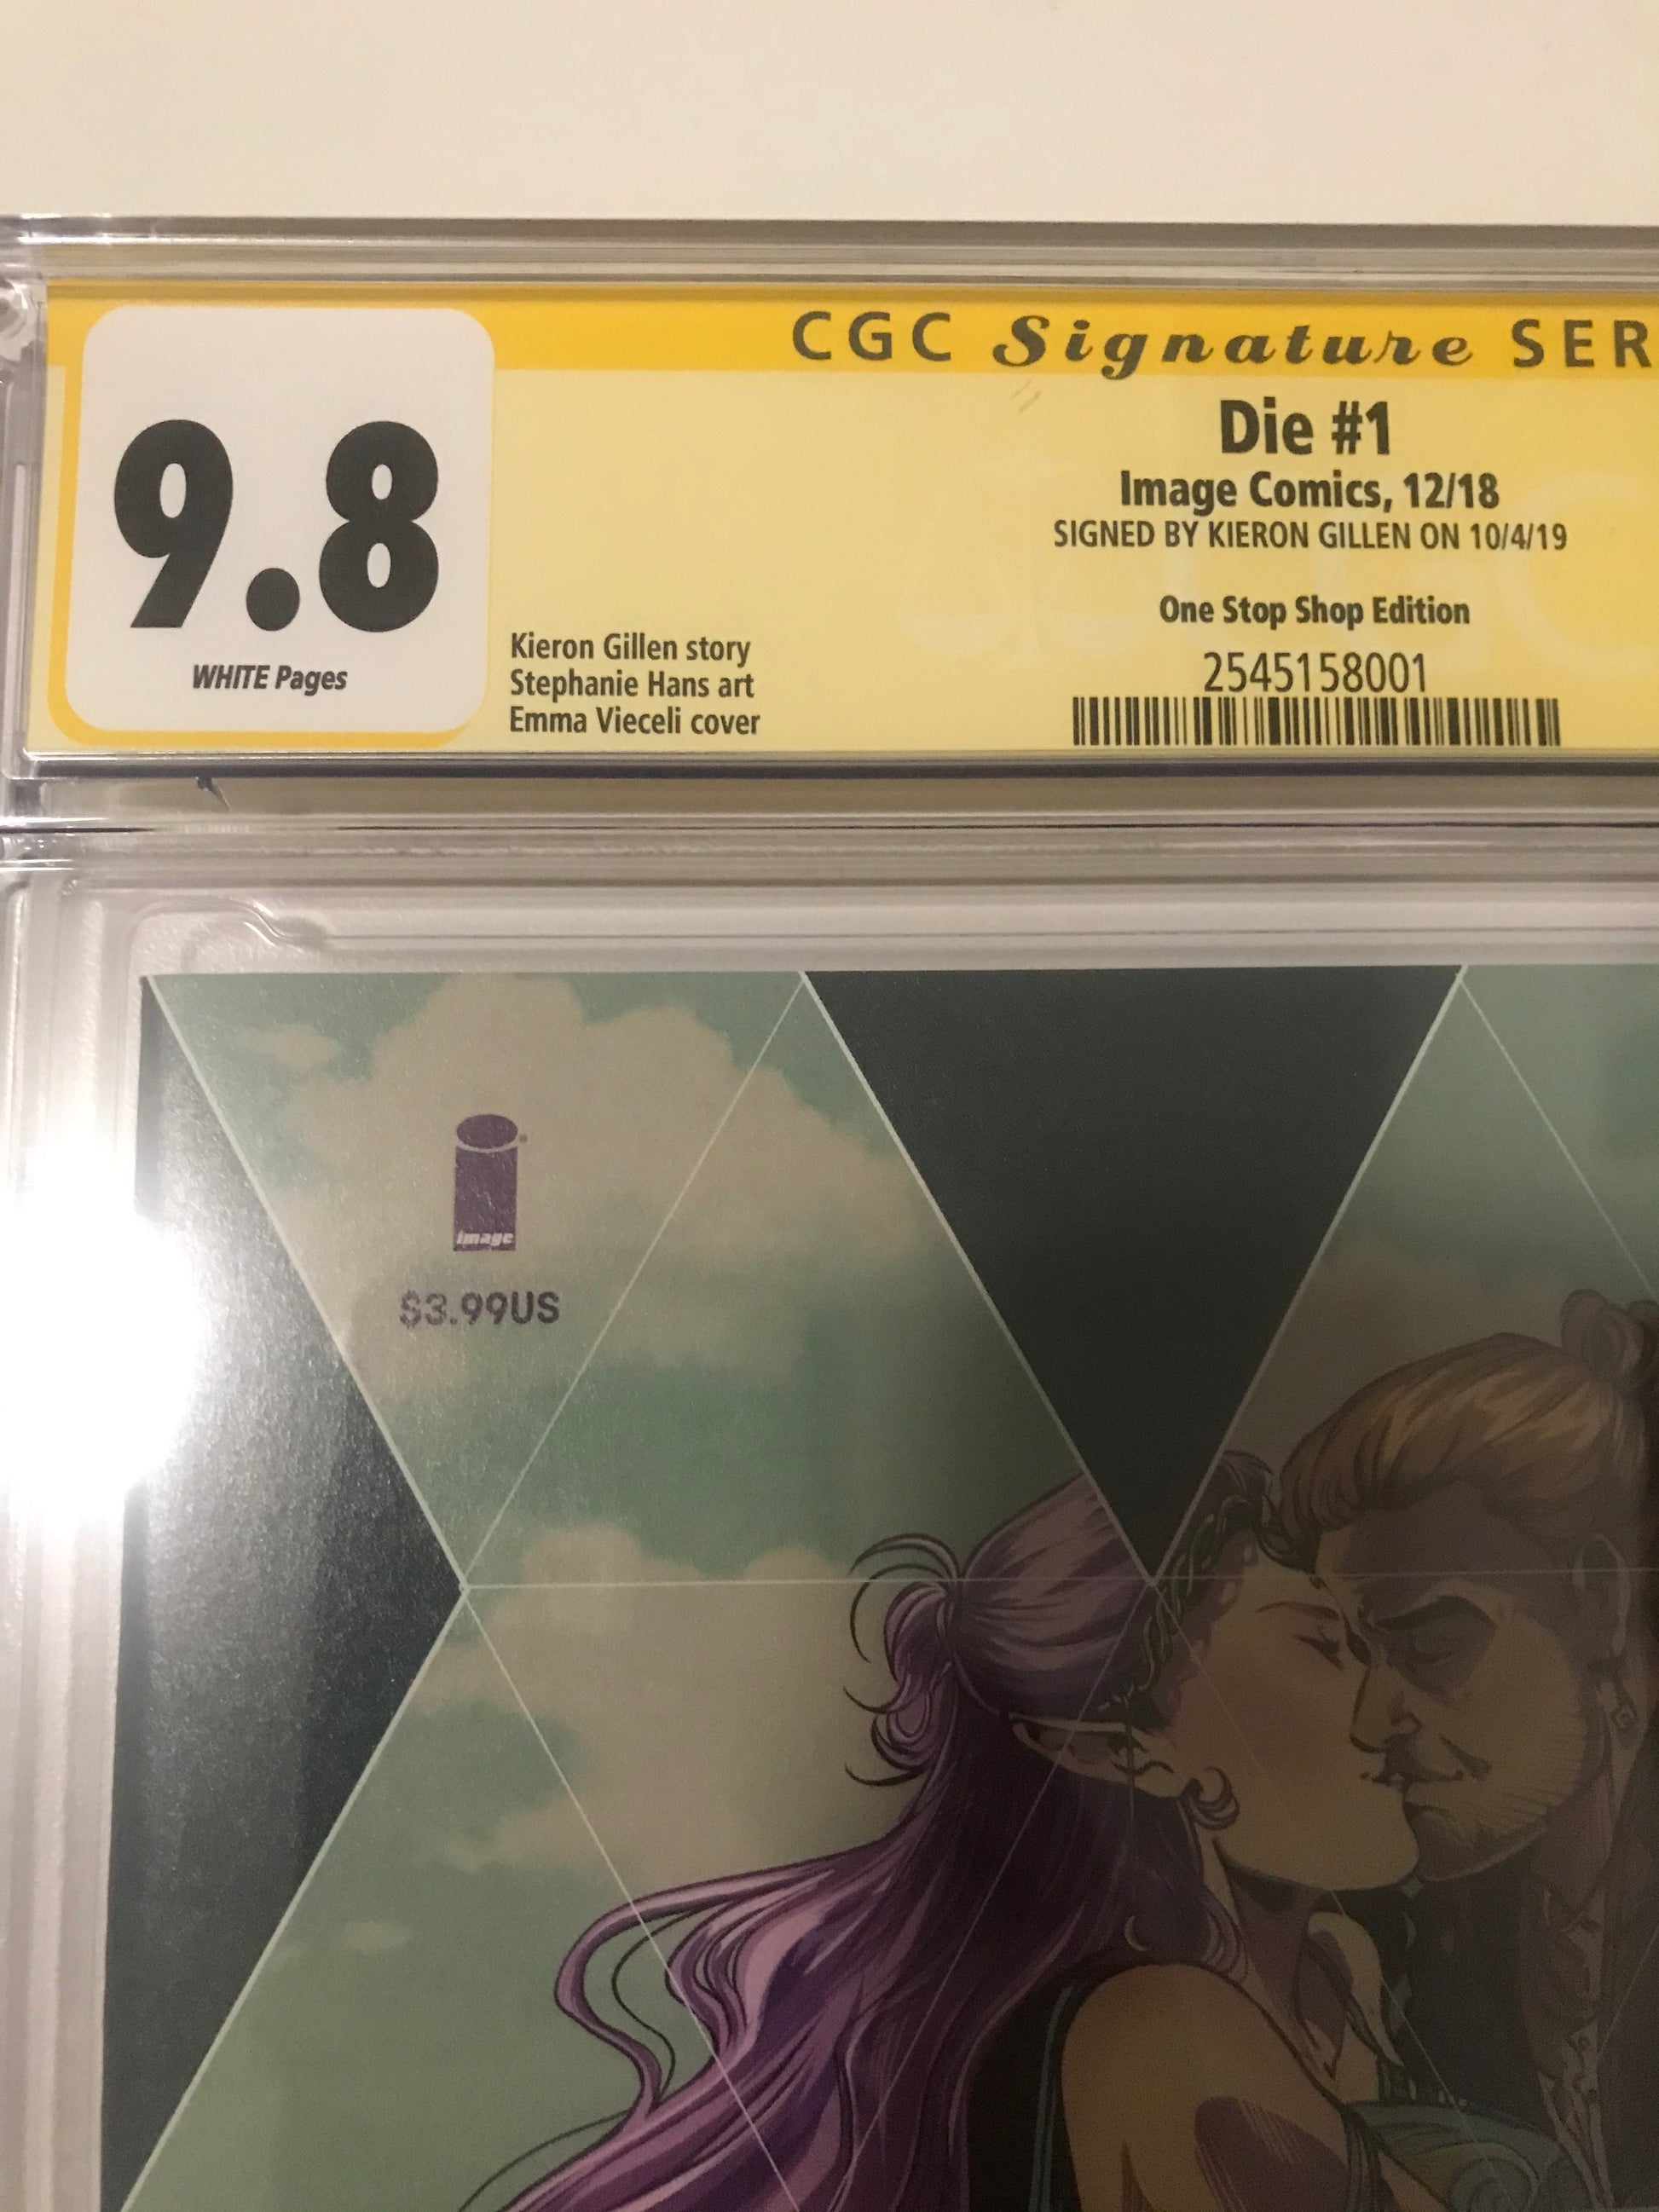 CGC Signature SER
9.8
WHITE Pages
Die #1
Image Comics, 12/18
SIGNED BY KIERON GILLEN ON 10/4/19
One Stop Shop Edition
2545158001
Kieron Gillen story
Stephanie Hans art
Emma Vieceli cover
image
$3.99US